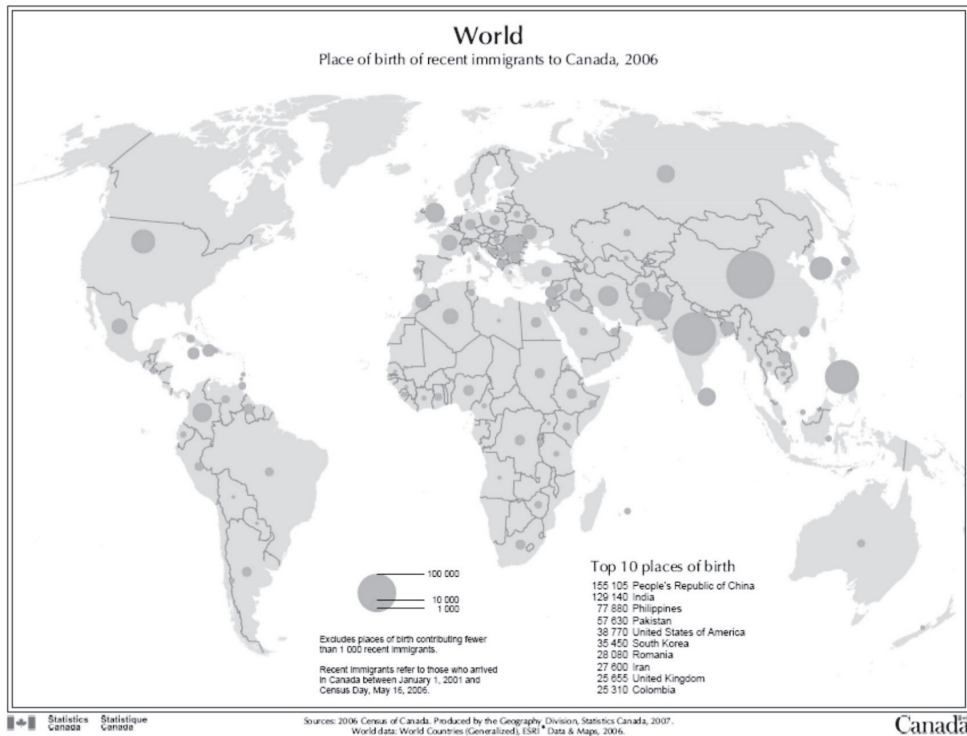 World
Place of birth of recent immigrants to Canada, 2006
100 000
10 000
1 000
Excludes places of birth contributing fewer
than 1 000 recent immigrants.
Recent immigrants refer to those who arrived
in Canada between January 1, 2001 and
Census Day, May 16, 2006.
Top 10 places of birth
155 105 People's Republic of China
129 140 India
77 880 Philippines
57 630 Pakistan
38 770 United States of America
35 450 South Korea
28 080 Romania
27 600 Iran
25 655 United Kingdom
25 310 Colombia
Statistics Statistique
Canada Canada
Sources: 2006 Census of Canada. Produced by the Geography Division, Statistics Canada, 2007.
World data: World Countries (Generalized), ESRI® Data & Maps, 2006.
Canada